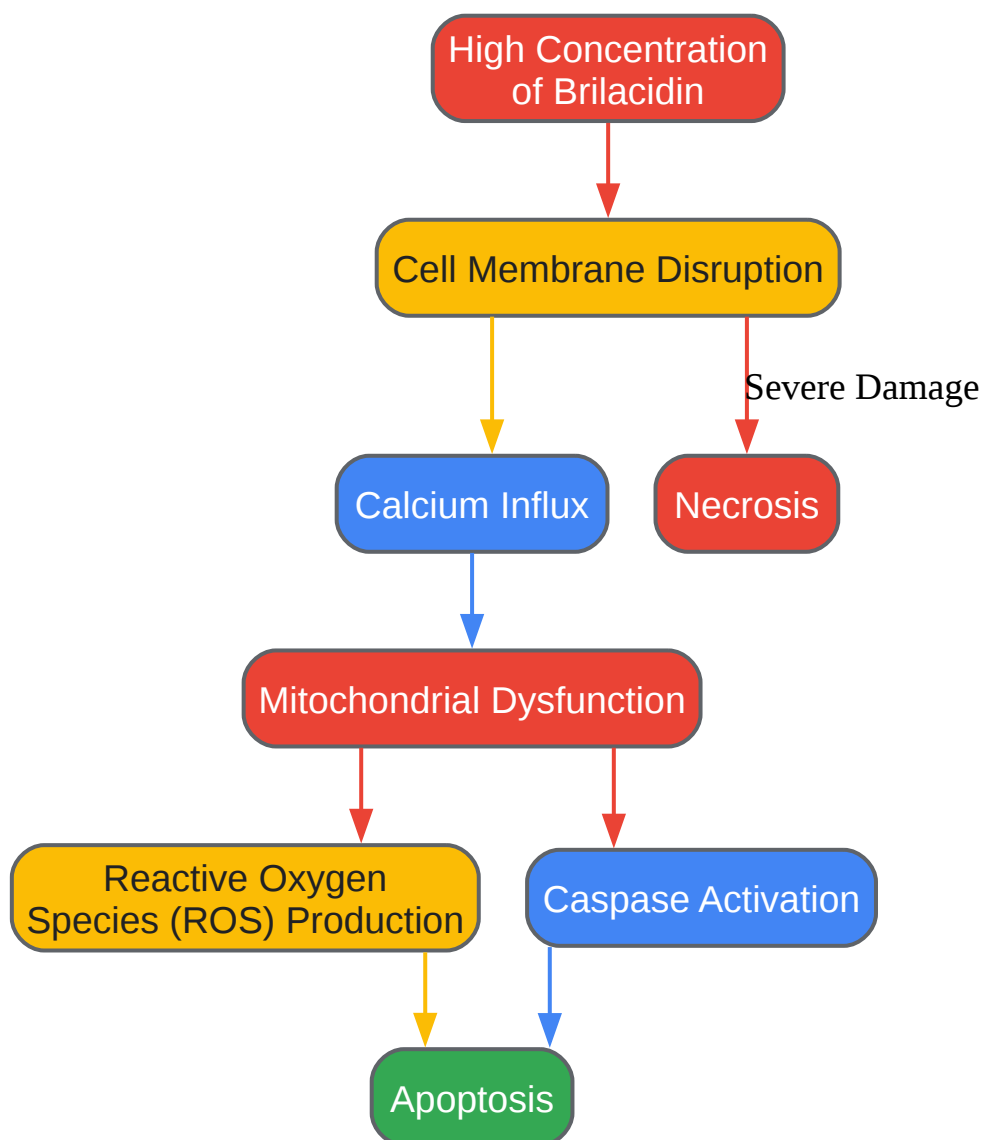 High Concentration
of Brilacidin
Cell Membrane Disruption
Severe Damage
Calcium Influx
Necrosis
Mitochondrial Dysfunction
Reactive Oxygen
Species (ROS) Production
Caspase Activation
Apoptosis